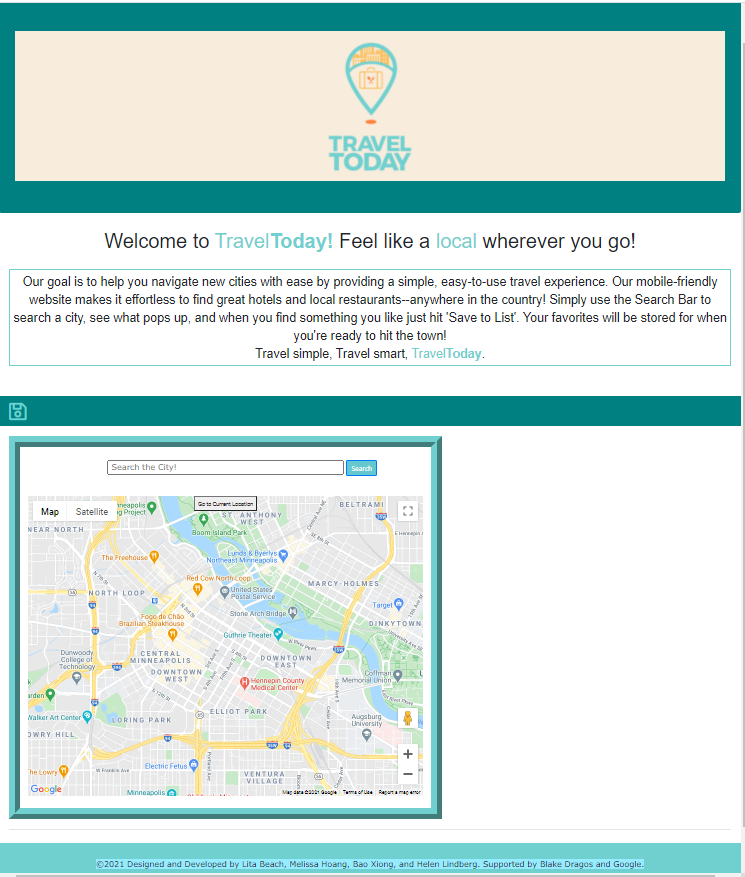 TRAVEL
TODAY
Welcome to TravelToday! Feel like a local wherever you go!
Our goal is to help you navigate new cities with ease by providing a simple, easy-to-use travel experience. Our mobile-friendly
website makes it effortless to find great hotels and local restaurants--anywhere in the country! Simply use the Search Bar to
search a city, see what pops up, and when you find something you like just hit 'Save to List'. Your favorites will be stored for when
you're ready to hit the town!
Travel simple, Travel smart, TravelToday.
Search the City!
Search
Go to Current Location
Map
Satellite
nneapolis
ng Project
ST. ANTHONY
WEST
BELTRAMI
Boom Island Park
NEAR NORTH
E Hennepin
The Freehouse
Lunds & Byerlys
Northeast Minneapolis
Red Cow North Loop
MARCY-HOLMES
NORTH LOOP
United States
Postal Service
Stone Arch Bridge
Target
Fogo de Chão
Brazilian Steakhouse
DINKYTOWN
Guthrie Theater
Dunwoody
College of
Technology
CENTRAL
MINNEAPOLIS
DOWNTOWN
WEST
DOWNTOWN
EAST
Coffman
Memorial Union
Hennepin County
Medical Center
arden
Walker Art Center
LORING PARK
ELLIOT PARK
Augsburg
University
OWRY HILL
Electric Fetus
The Lowry
W Franklin Ave
VENTURA
VILLAGE
Minneapolis
Google
Map data ©2021 Google
Terms of Use
Report a map error
©2021 Designed and Developed by Lita Beach, Melissa Hoang, Bao Xiong, and Helen Lindberg. Supported by Blake Dragos and Google.